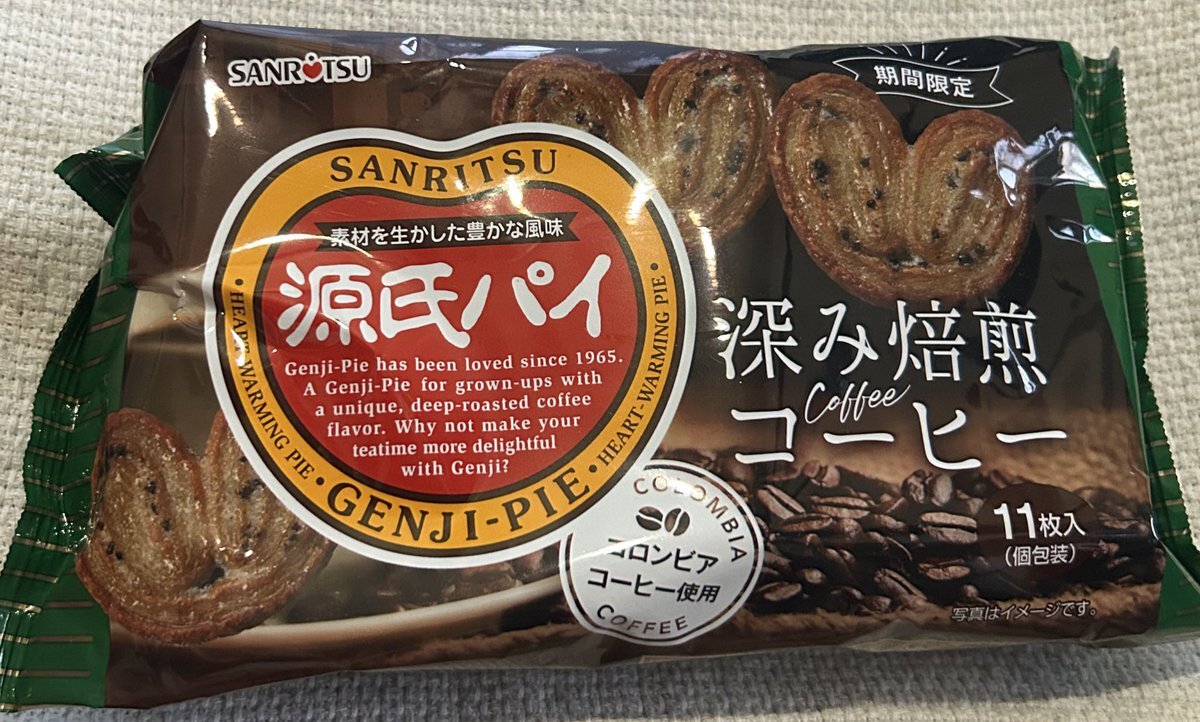 SANRITSU
期間限定
SANRITSU
素材を生かした豊かな風味
源氏パイ
Genji-Pie has been loved since 1965.
A Genji-Pie for grown-ups with
a unique, deep-roasted coffee
flavor. Why not make your
teatime more delightful
with Genji?
・HEART-WARMING PIE・
GENJI-PIE
・HEART-WARMING PIE・
深み焙煎
Coffee
コーヒー
COLOMBIA
コロンビア
コーヒー使用
COFFEE
11枚入
(個包装)
写真はイメージです。